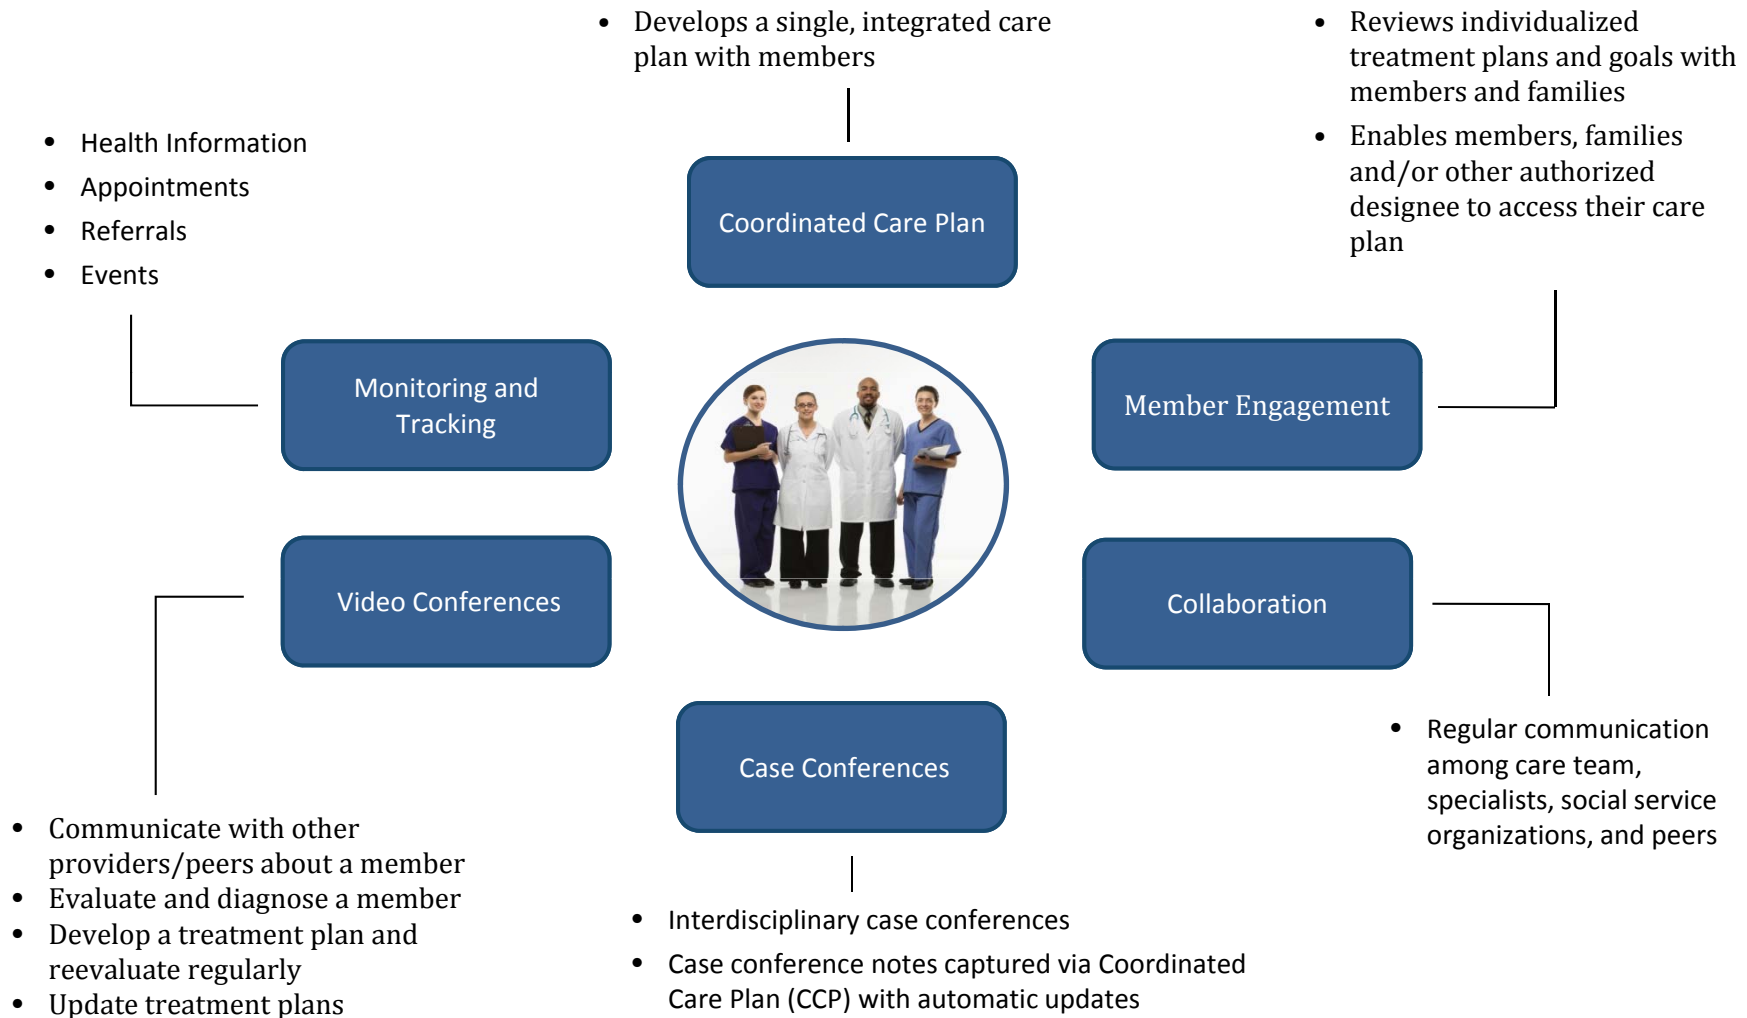 • Develops a single, integrated care
plan with members
• Reviews individualized
treatment plans and goals with
members and families
• Enables members, families
and/or other authorized
designee to access their care
plan
• Health Information
• Appointments
• Referrals
• Events
Coordinated Care Plan
Monitoring and
Tracking
Member Engagement
Video Conferences
Collaboration
Case Conferences
• Regular communication
among care team,
specialists, social service
organizations, and peers
• Communicate with other
providers/peers about a member
• Evaluate and diagnose a member
• Develop a treatment plan and
reevaluate regularly
• Update treatment plans
• Interdisciplinary case conferences
• Case conference notes captured via Coordinated
Care Plan (CCP) with automatic updates